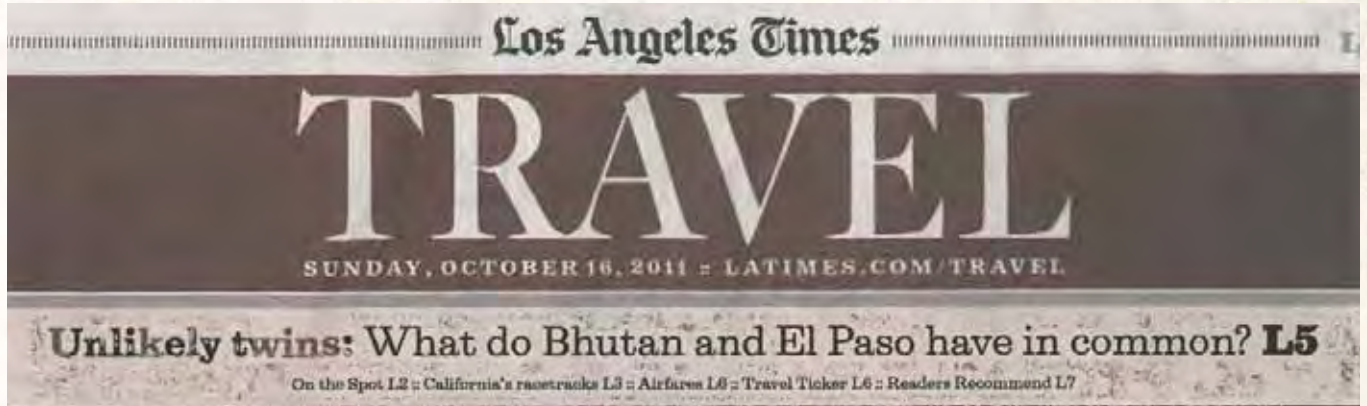 Los Angeles Times
TRAVEL
SUNDAY, OCTOBER 16, 2011 :: LATIMES.COM/TRAVEL
Unlikely twins: What do Bhutan and El Paso have in common? L5
On the Spot L2 :: California's racetracks L3 :: Airfares L6 :: Travel Ticker L6 :: Readers Recommend L7